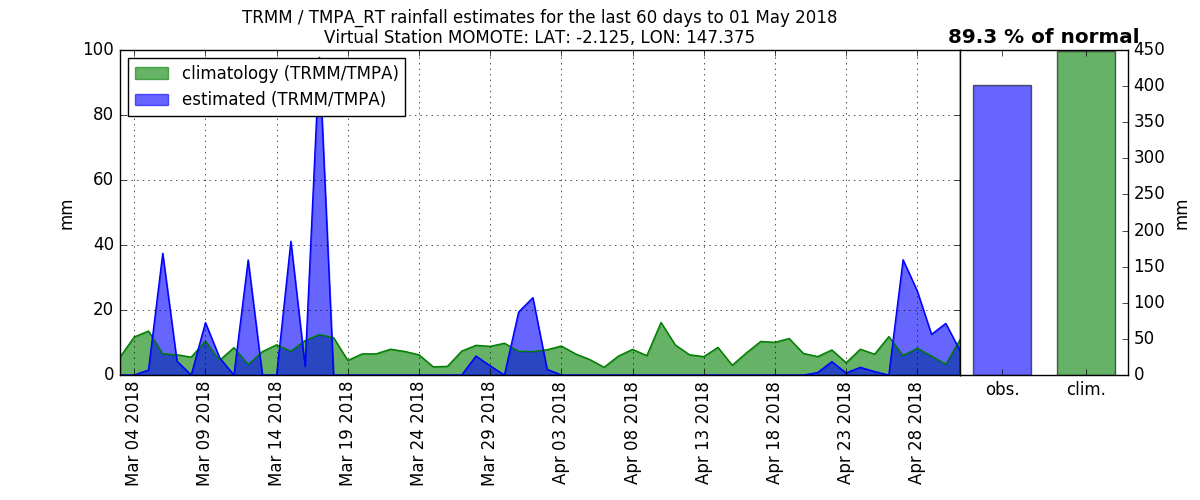 TRMM / TMPA_RT rainfall estimates for the last 60 days to 01 May 2018
Virtual Station MOMOTE: LAT: -2.125, LON: 147.375
89.3 % of normal
climatology (TRMM/TMPA)
estimated (TRMM/TMPA)
100
80
60
40
20
0
mm
Mar 04 2018
Mar 09 2018
Mar 14 2018
Mar 19 2018
Mar 24 2018
Mar 29 2018
Apr 03 2018
Apr 08 2018
Apr 13 2018
Apr 18 2018
Apr 23 2018
Apr 28 2018
obs.
clim.
450
400
350
300
250
200
150
100
50
0
mm